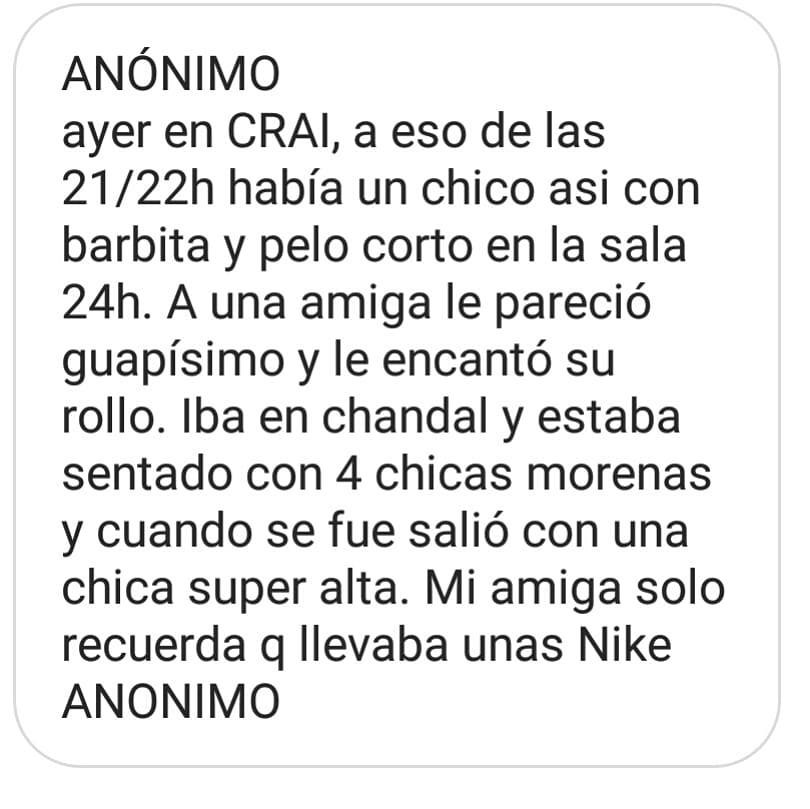 ANÓNIMO
ayer en CRAI, a eso de las
21/22h había un chico asi con
barbita y pelo corto en la sala
24h. A una amiga le pareció
guapísimo y le encantó su
rollo. Iba en chandal y estaba
sentado con 4 chicas morenas
y cuando se fue salió con una
chica super alta. Mi amiga solo
recuerda q llevaba unas Nike
ANONIMO